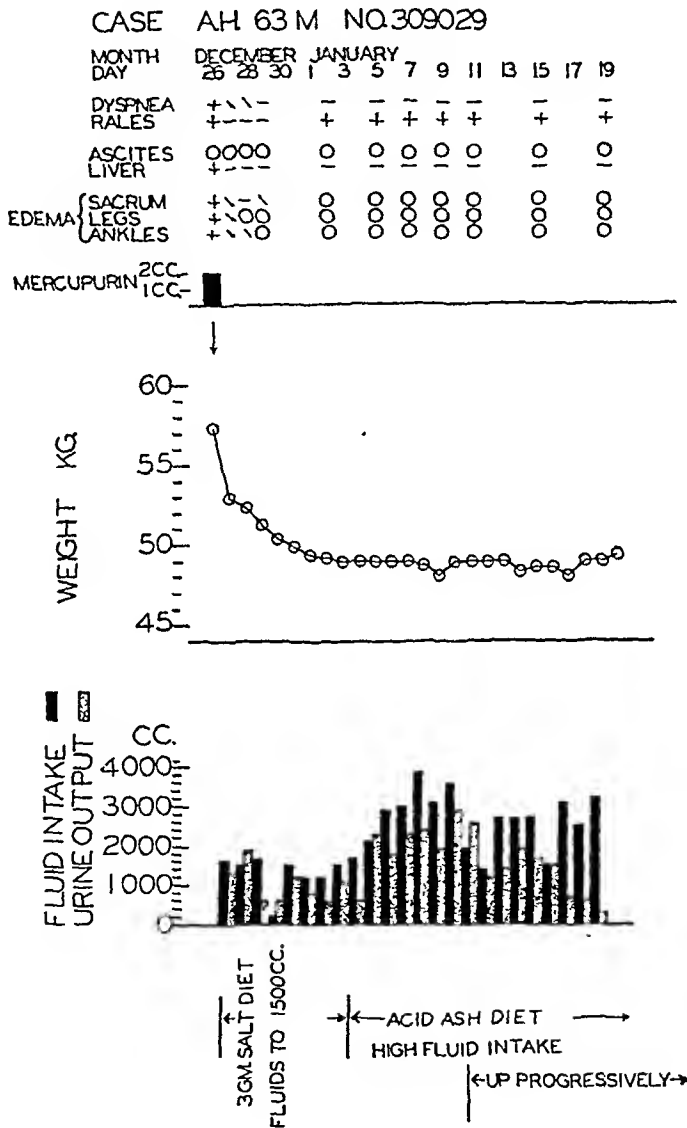 CASE A.H. 63 M NO. 309029
MONTH DECEMBER JANUARY
DAY 26 28 30 1 3 5 7 9 11 13 15 17 19
DYSPNEA + \ \ - - - - - - - -
RALES + - - - + + + + + + +
ASCITES O O O O O O O O O O O
LIVER + - - - - - - - - - -
EDEMA { SACRUM + \ - \ O O O O O O O
LEGS + \ O O O O O O O O O
ANKLES + \ \ O O O O O O O O
MERCUPURIN 2CC.
1CC.
WEIGHT KG.
60
55
50
45
FLUID INTAKE
URINE OUTPUT
CC.
4000
3000
2000
1000
0
3GM. SALT DIET
FLUIDS TO 1500CC.
ACID ASH DIET
HIGH FLUID INTAKE
UP PROGRESSIVELY